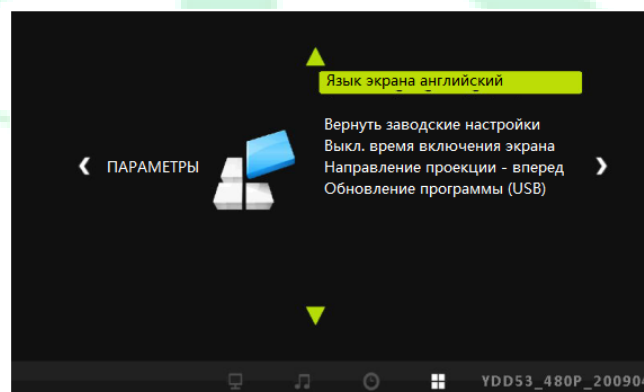 Язык экрана английский
Вернуть заводские настройки
Выкл. время включения экрана
ПАРАМЕТРЫ
Направление проекции - вперед
Обновление программы (USB)
YDD53_480P_20090